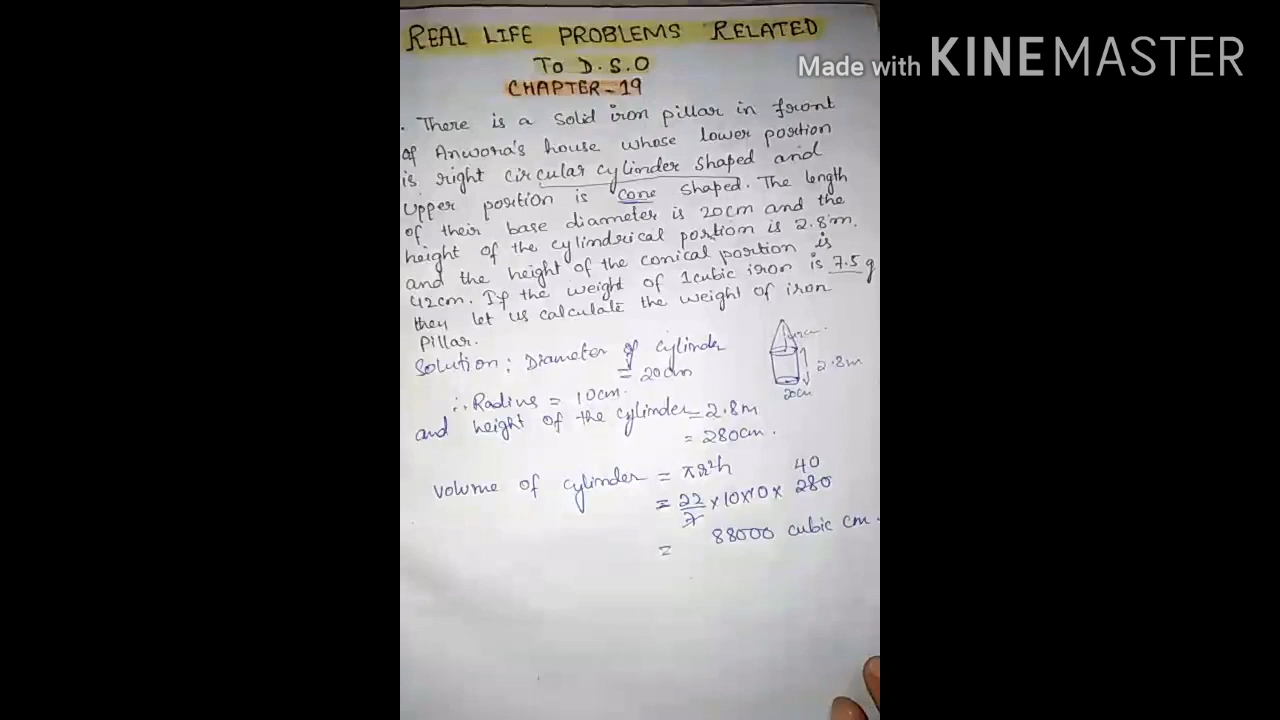 REAL LIFE PROBLEMS RELATED
TO D.S.O
CHAPTER-19
Made with KINEMASTER
. There is a solid iron pillar in front
of Anwora's house whose lower position
is right circular cylinder shaped and
Upper position is cone shaped. The length
of their base diameter is 20cm and the
height of the cylindrical portion is 2.8m.
and the height of the conical portion is
42cm. If the weight of 1cubic iron is 7.5 g
then let us calculate the weight of iron
Pillar.
Solution: Diameter of cylinder
= 20cm
∴ Radius = 10cm.
and height of the cylinder = 2.8m
= 280cm.
2.8m
20cm
volume of cylinder = πr²h
= 22/7 × 10 × 10 × 280
40
= 88000 cubic cm.